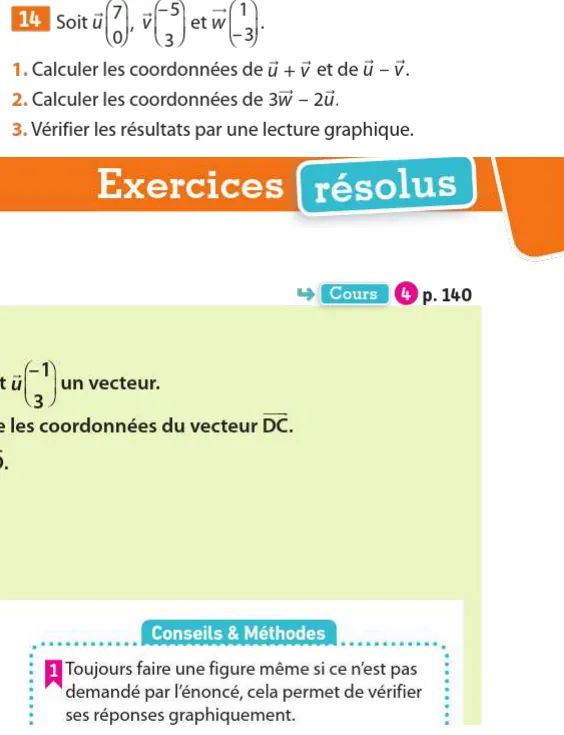 14 Soit u⃗(7 0), v⃗(−5 3) et w⃗(1 −3).
1. Calculer les coordonnées de u⃗ + v⃗ et de u⃗ − v⃗.
2. Calculer les coordonnées de 3w⃗ − 2u⃗.
3. Vérifier les résultats par une lecture graphique.
Exercices résolus
Cours 4 p. 140
t u⃗(−1 3) un vecteur.
e les coordonnées du vecteur DC⃗.
Conseils & Méthodes
1 Toujours faire une figure même si ce n’est pas
demandé par l’énoncé, cela permet de vérifier
ses réponses graphiquement.